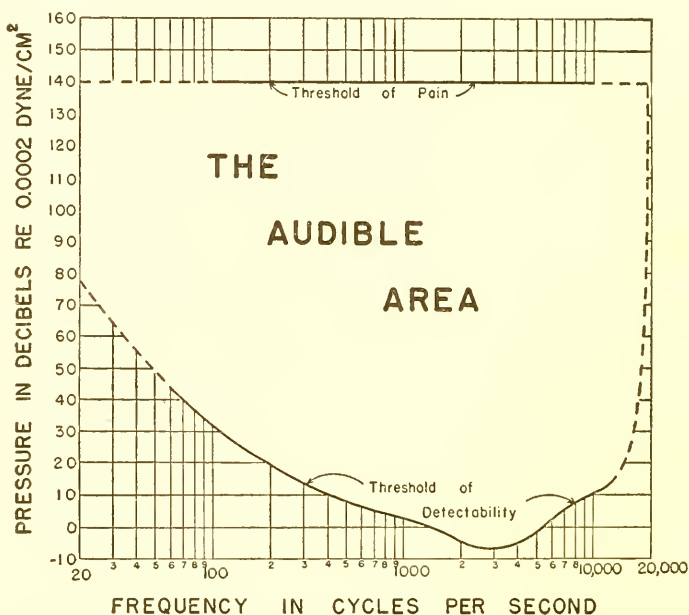 PRESSURE IN DECIBELS RE 0.0002 DYNE/CM²
160
150
140
130
120
110
100
90
80
70
60
50
40
30
20
10
0
-10
Threshold of Pain
THE
AUDIBLE
AREA
Threshold of
Detectability
20 3 4 5 6 7 8 9 100 2 3 4 5 6 7 8 9 1000 2 3 4 5 6 7 8 10,000 20,000
FREQUENCY IN CYCLES PER SECOND